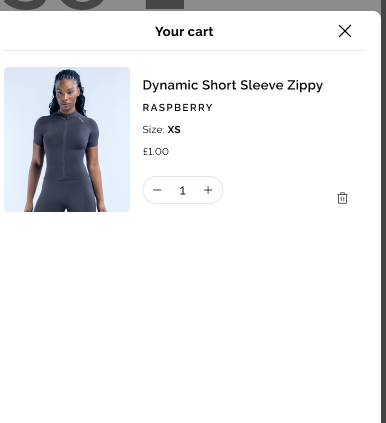 Your cart
Dynamic Short Sleeve Zippy
RASPBERRY
Size: XS
£1.00
1